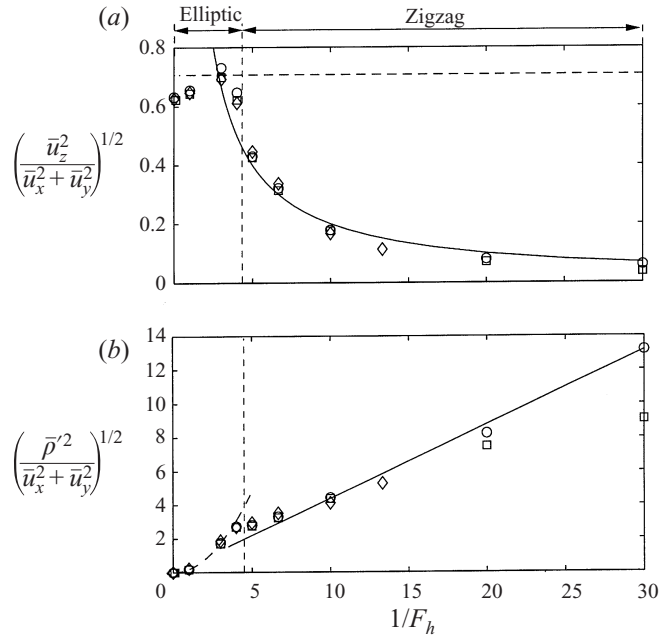 Elliptic Zigzag
(a)
0.8
0.6
0.4
0.2
0
(ū_z^2 / (ū_x^2 + ū_y^2))^1/2
(b)
14
12
10
8
6
4
2
(ρ̄′^2 / (ū_x^2 + ū_y^2))^1/2
0 5 10 15 20 25 30
1/F_h